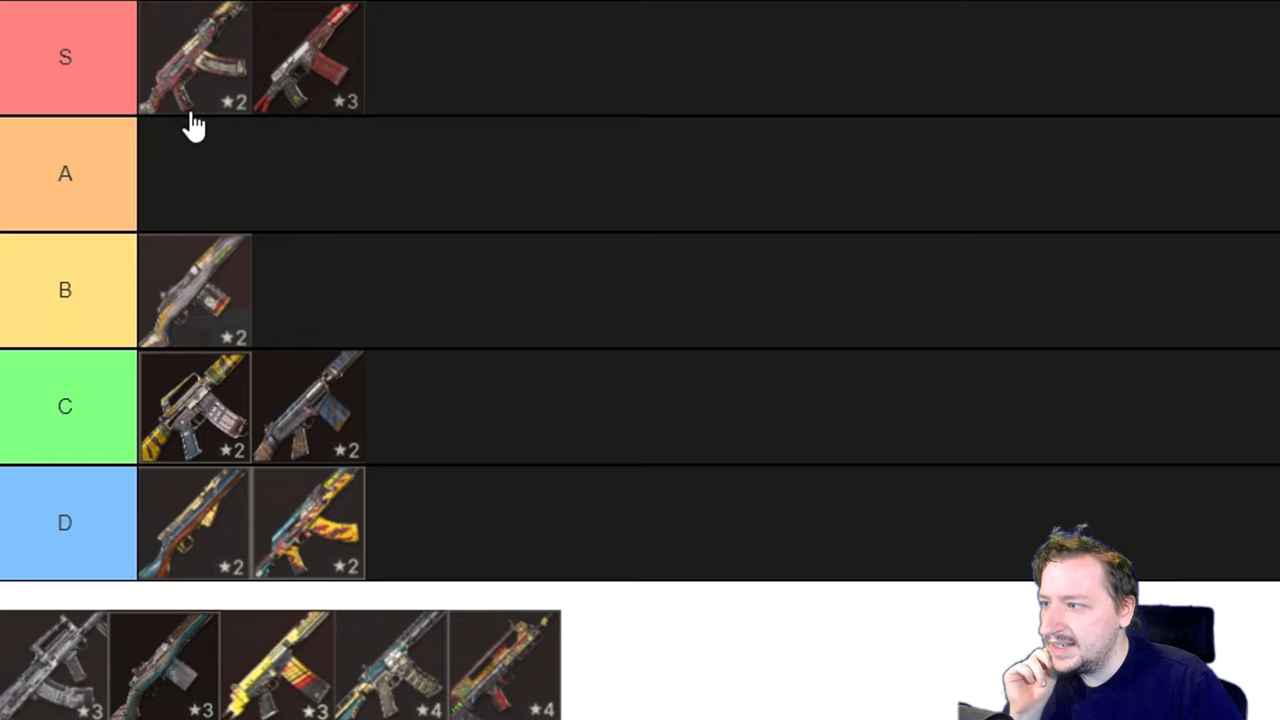 S
★2 ★3
A
B
★2
C
★2 ★2
D
★2 ★2
★3 ★3 ★3 ★4 ★4